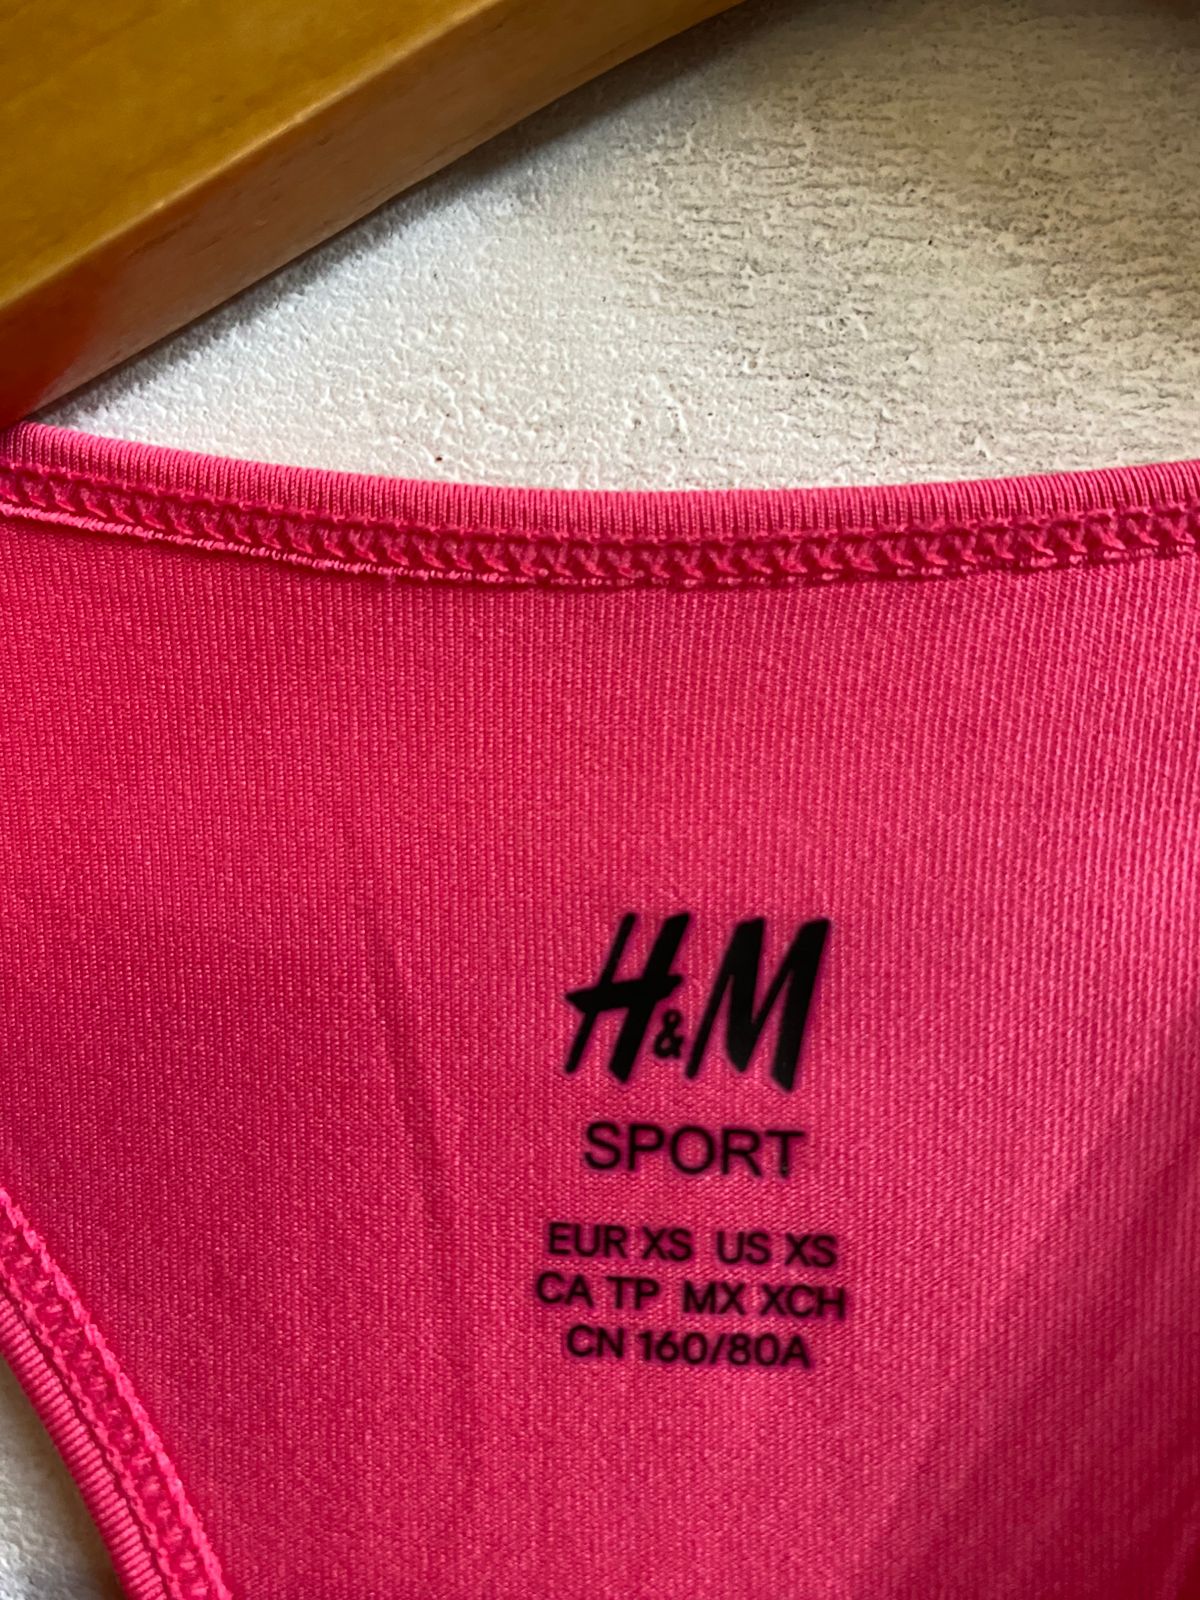 H&M
SPORT
EUR XS US XS
CA TP MX XCH
CN 160/80A